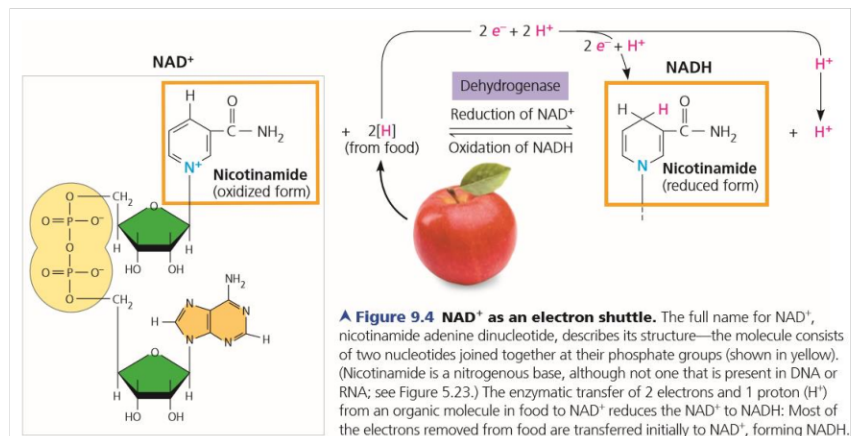 2 e⁻ + 2 H⁺
2 e⁻ + H⁺
H⁺
NAD⁺
NADH
Dehydrogenase
Reduction of NAD⁺
Oxidation of NADH
+ 2[H]
(from food)
+ H⁺
H
O
C
NH₂
N⁺
Nicotinamide
(oxidized form)
H
H
O
C
NH₂
N
Nicotinamide
(reduced form)
O
CH₂
O=P—O⁻
O
O=P—O⁻
O
CH₂
O
H
H
HO
OH
NH₂
N
N
H
N
N
H
O
H
H
HO
OH
Figure 9.4 NAD⁺ as an electron shuttle. The full name for NAD⁺,
nicotinamide adenine dinucleotide, describes its structure—the molecule consists
of two nucleotides joined together at their phosphate groups (shown in yellow).
(Nicotinamide is a nitrogenous base, although not one that is present in DNA or
RNA; see Figure 5.23.) The enzymatic transfer of 2 electrons and 1 proton (H⁺)
from an organic molecule in food to NAD⁺ reduces the NAD⁺ to NADH: Most of
the electrons removed from food are transferred initially to NAD⁺, forming NADH.